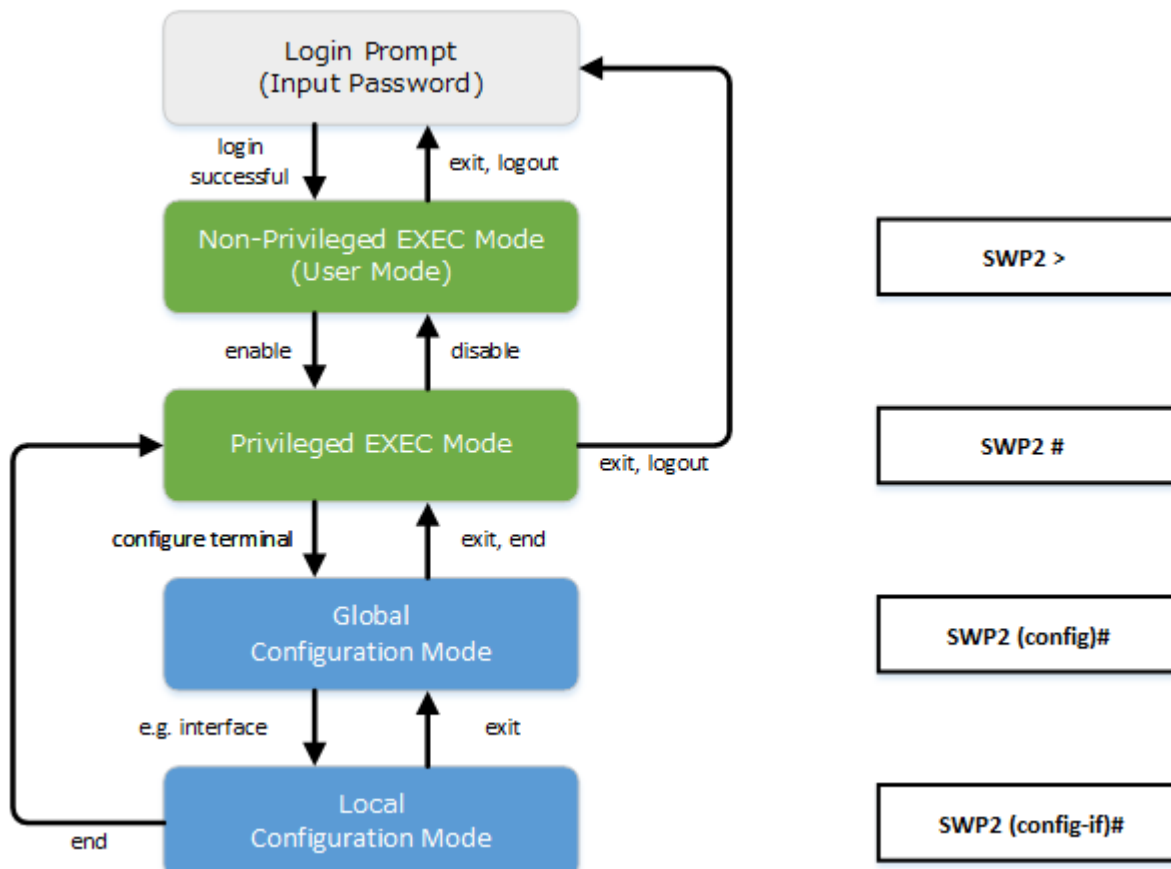 Login Prompt
(Input Password)
login
successful
exit, logout
Non-Privileged EXEC Mode
(User Mode)
SWP2 >
enable
disable
Privileged EXEC Mode
SWP2 #
exit, logout
configure terminal
exit, end
Global
Configuration Mode
SWP2 (config)#
e.g. interface
exit
Local
Configuration Mode
SWP2 (config-if)#
end